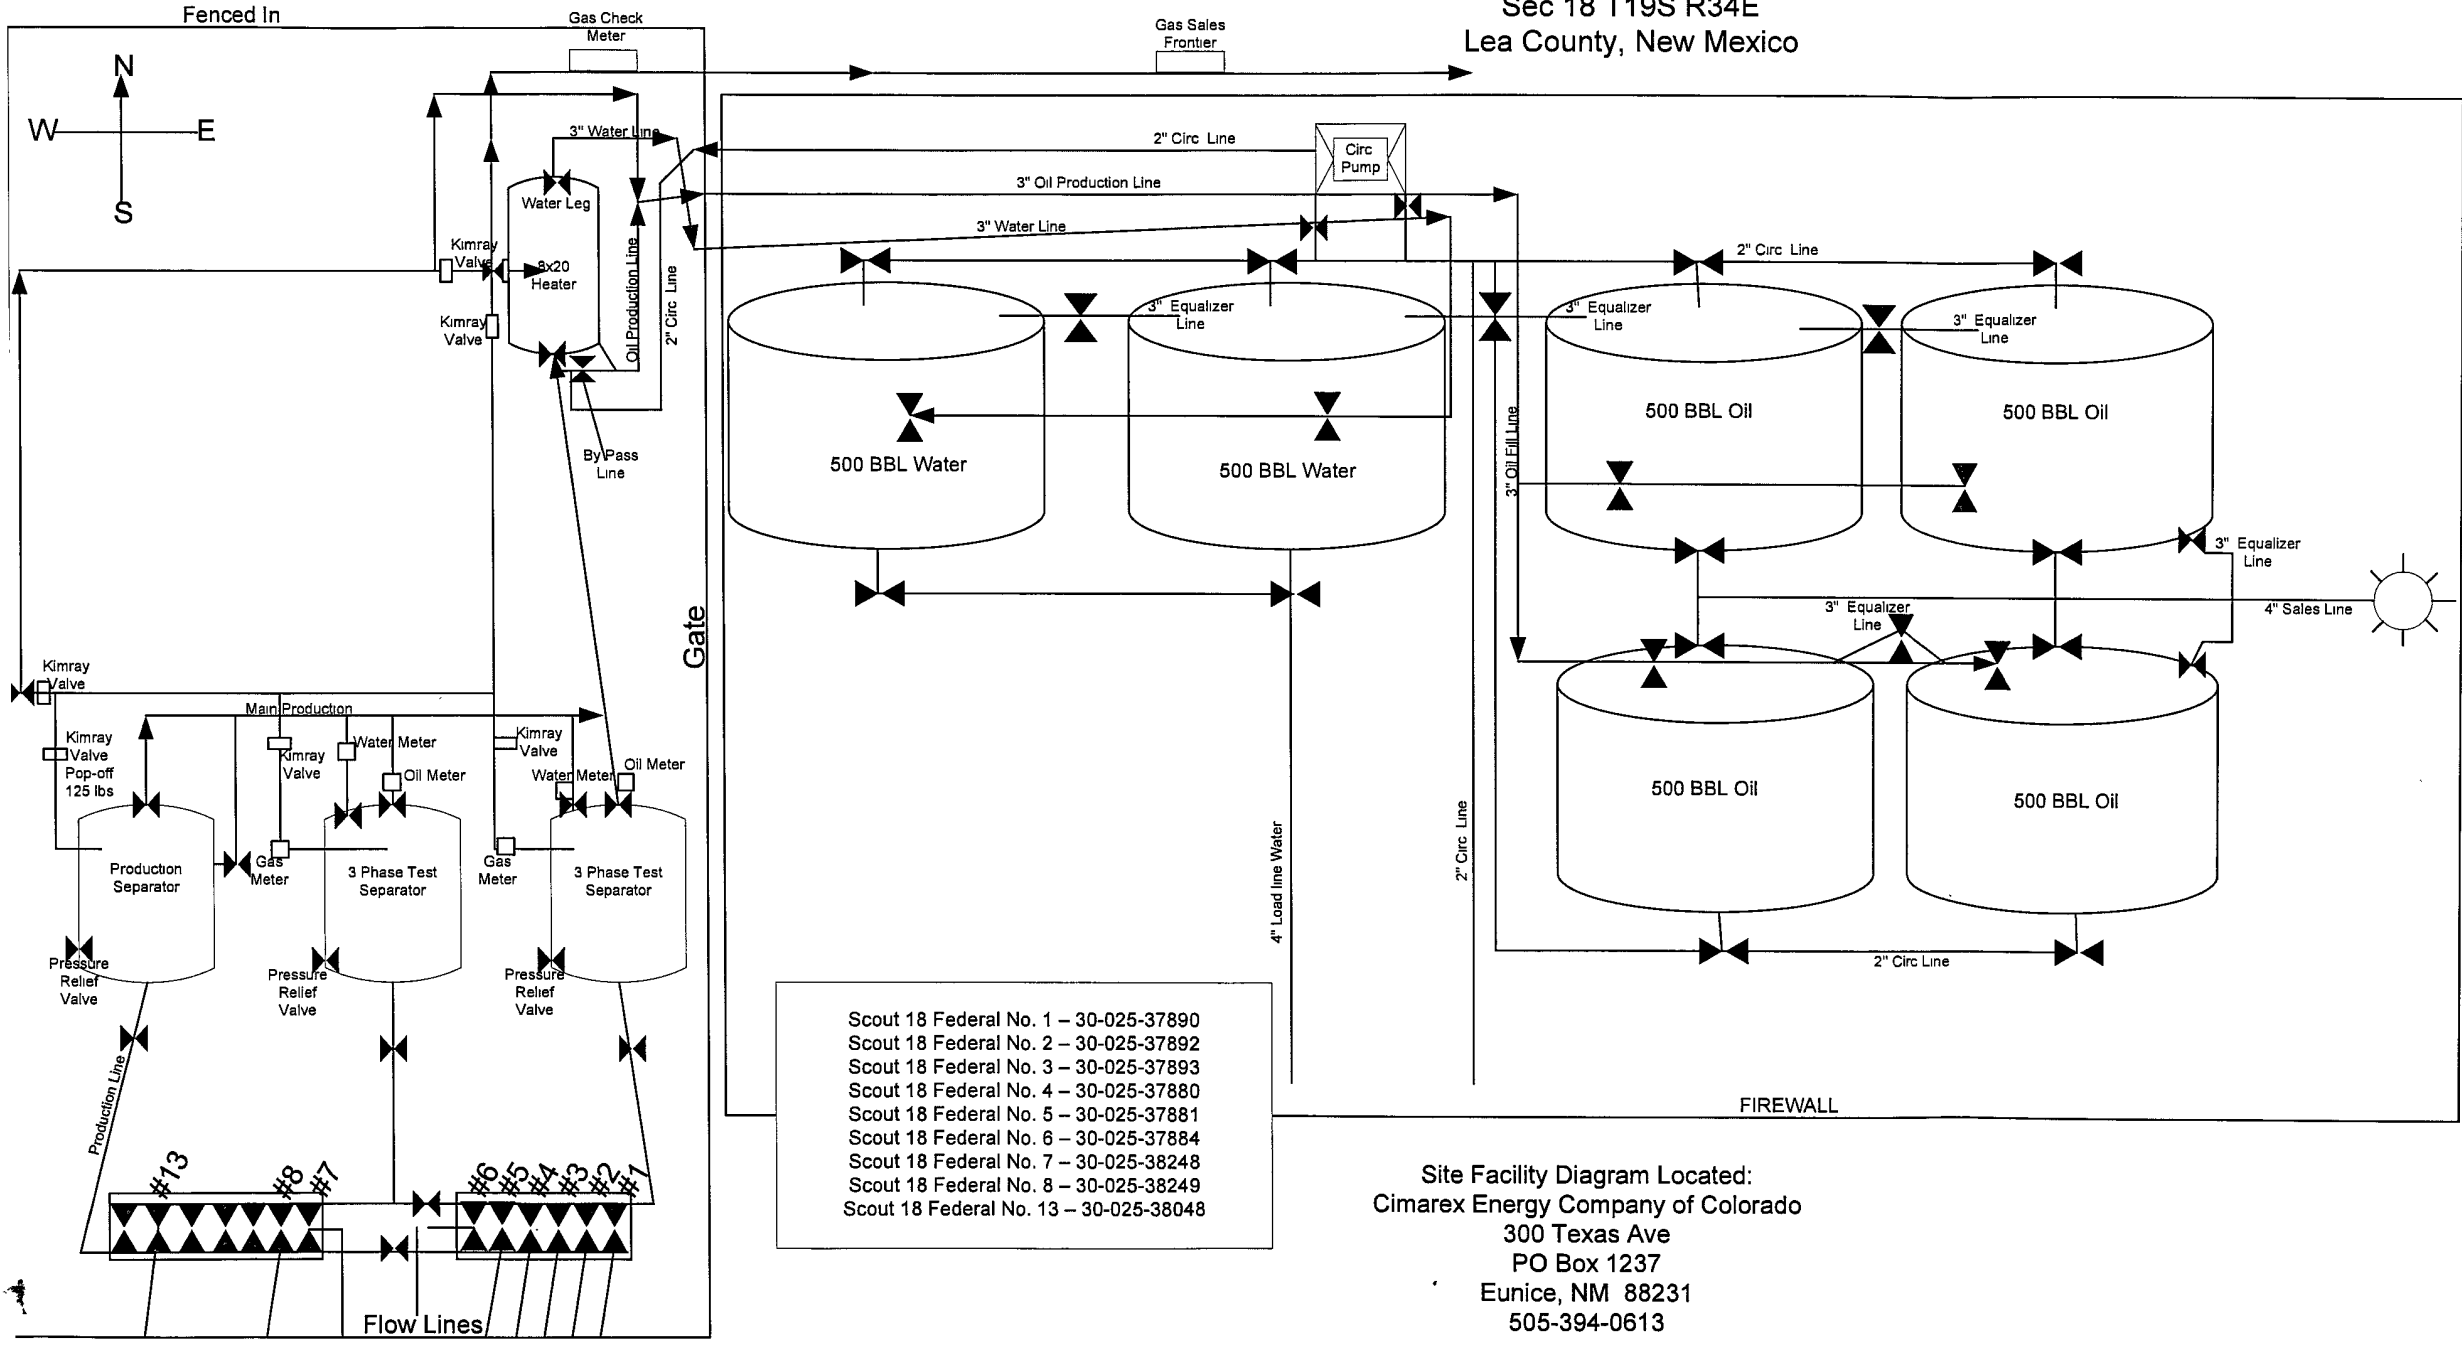 Sec 18 T19S R34E
Lea County, New Mexico
Fenced In
Gas Check
Meter
Gas Sales
Frontier
N
W
E
S
3" Water Line
2" Circ Line
Circ
Pump
3" Oil Production Line
3" Water Line
Water Leg
Kimray
Valve
8x20
Heater
Kimray
Valve
Oil Production Line
2" Circ Line
By Pass
Line
2" Circ Line
3" Equalizer
Line
3" Equalizer
Line
3" Equalizer
Line
500 BBL Water
500 BBL Water
500 BBL Oil
500 BBL Oil
3" Oil Fill Line
3" Equalizer
Line
4" Sales Line
3" Equalizer
Line
Gate
Kimray
Valve
Main Production
Kimray
Valve
Pop-off
125 lbs
Kimray
Valve
Water Meter
Oil Meter
Kimray
Valve
Water Meter
Oil Meter
Gas
Meter
Gas
Meter
Production
Separator
3 Phase Test
Separator
3 Phase Test
Separator
Pressure
Relief
Valve
Pressure
Relief
Valve
Pressure
Relief
Valve
500 BBL Oil
500 BBL Oil
4" Load line Water
2" Circ Line
2" Circ Line
Production Line
#13
#8
#7
#6
#5
#4
#3
#2
#1
Flow Lines
Scout 18 Federal No. 1 – 30-025-37890
Scout 18 Federal No. 2 – 30-025-37892
Scout 18 Federal No. 3 – 30-025-37893
Scout 18 Federal No. 4 – 30-025-37880
Scout 18 Federal No. 5 – 30-025-37881
Scout 18 Federal No. 6 – 30-025-37884
Scout 18 Federal No. 7 – 30-025-38248
Scout 18 Federal No. 8 – 30-025-38249
Scout 18 Federal No. 13 – 30-025-38048
FIREWALL
Site Facility Diagram Located:
Cimarex Energy Company of Colorado
300 Texas Ave
PO Box 1237
Eunice, NM 88231
505-394-0613